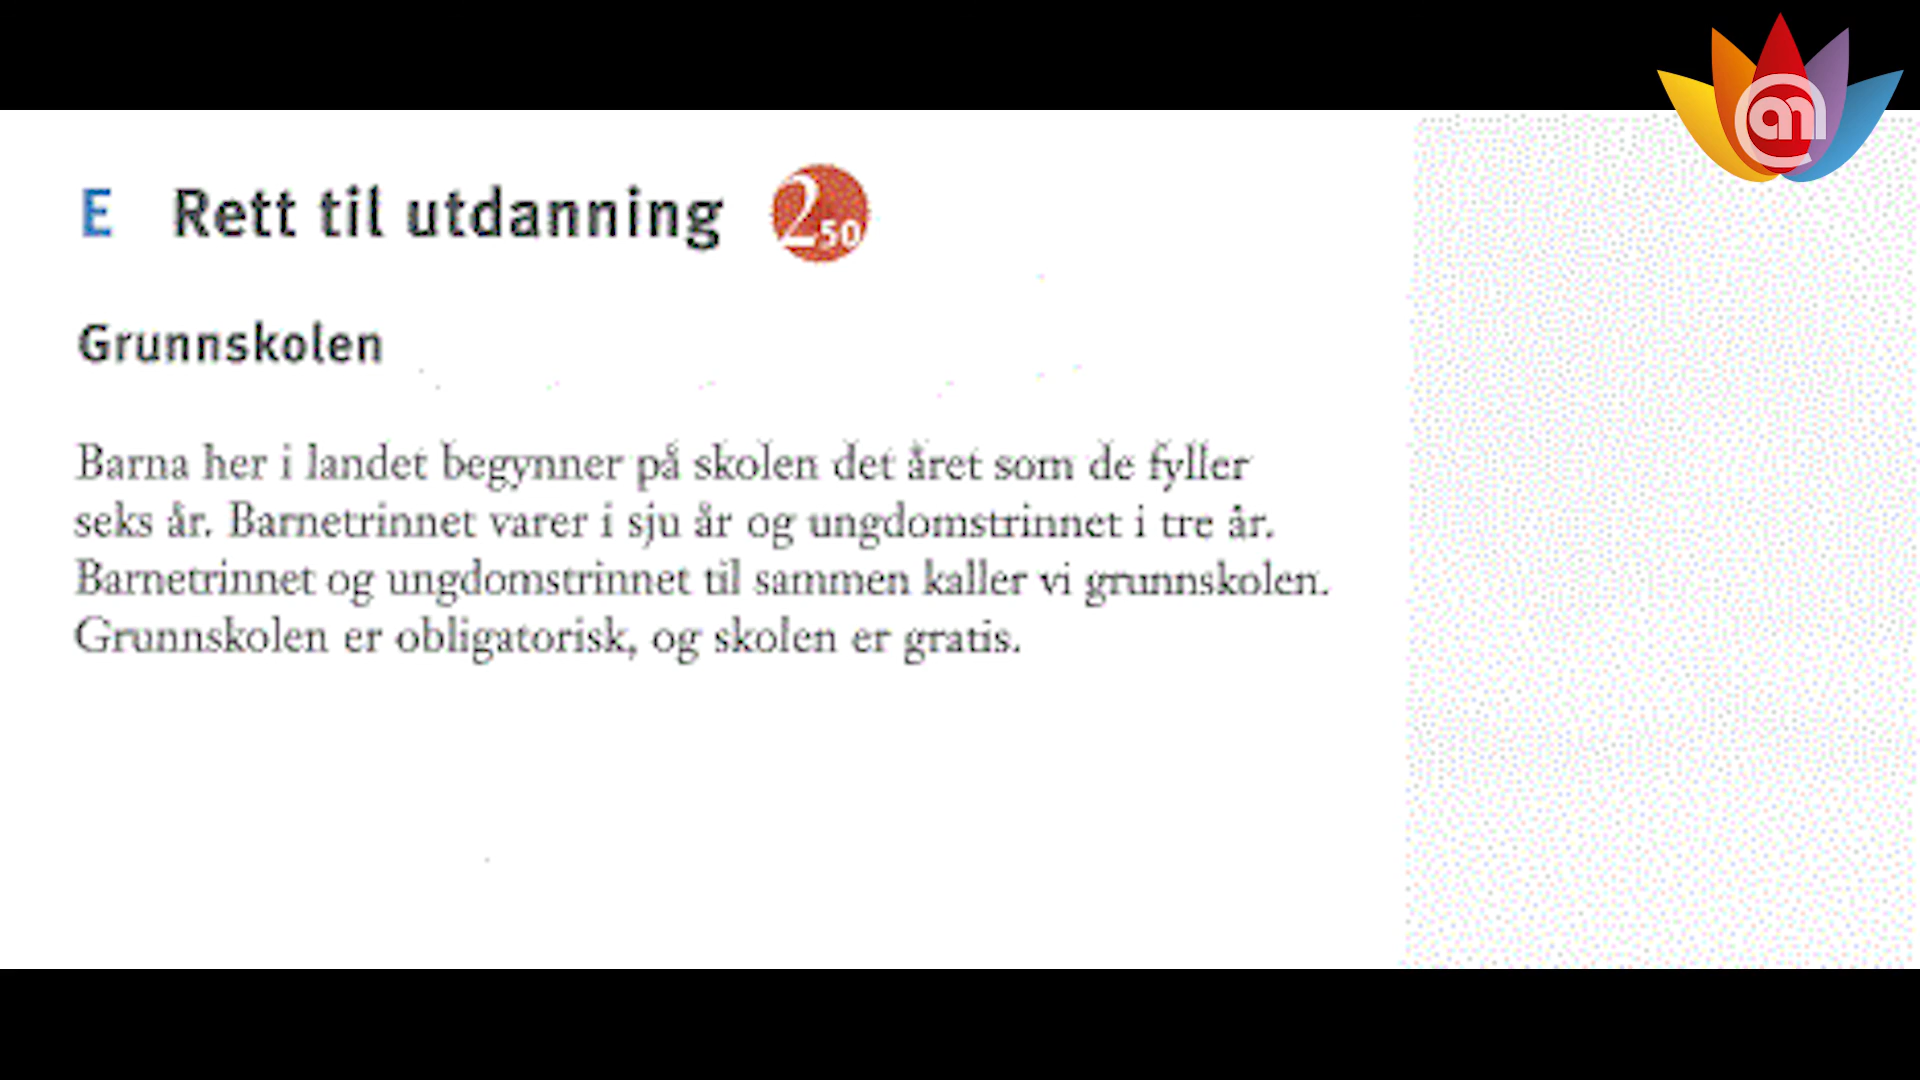 E Rett til utdanning 2 50
an
Grunnskolen
Barna her i landet begynner på skolen det året som de fyller
seks år. Barnetrinnet varer i sju år og ungdomstrinnet i tre år.
Barnetrinnet og ungdomstrinnet til sammen kaller vi grunnskolen.
Grunnskolen er obligatorisk, og skolen er gratis.